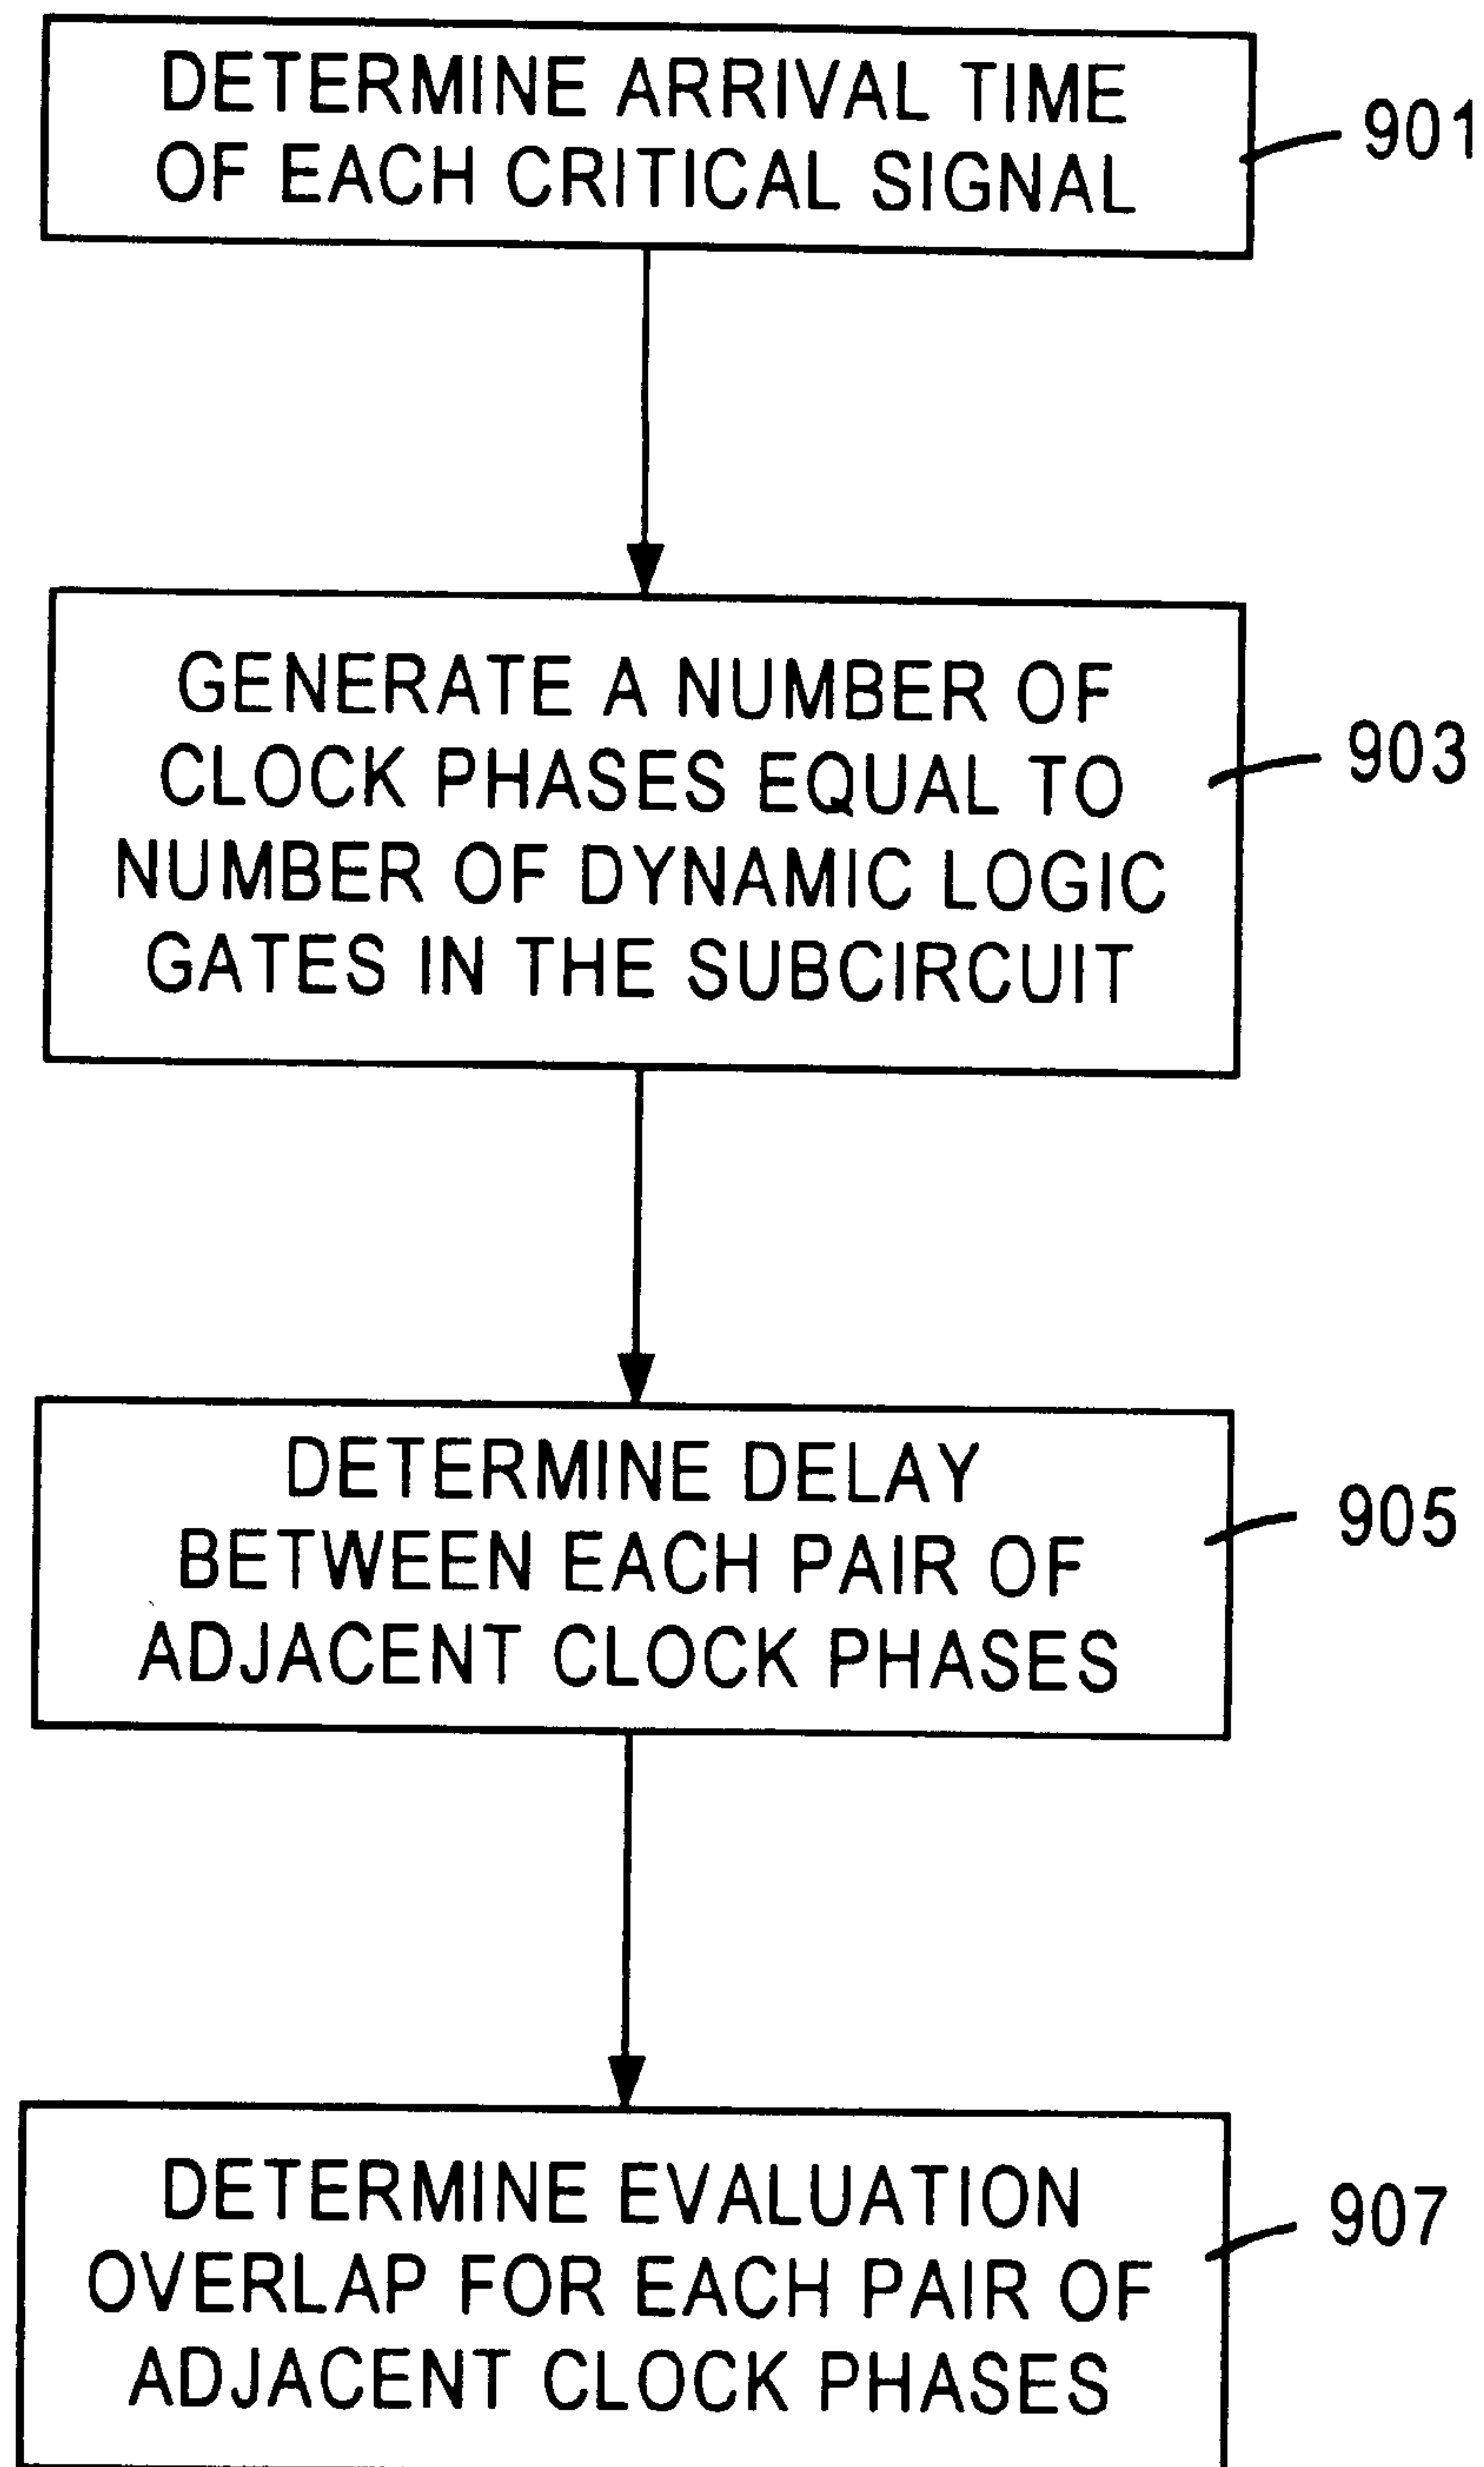 DETERMINE ARRIVAL TIME
OF EACH CRITICAL SIGNAL
901
GENERATE A NUMBER OF
CLOCK PHASES EQUAL TO
NUMBER OF DYNAMIC LOGIC
GATES IN THE SUBCIRCUIT
903
DETERMINE DELAY
BETWEEN EACH PAIR OF
ADJACENT CLOCK PHASES
905
DETERMINE EVALUATION
OVERLAP FOR EACH PAIR OF
ADJACENT CLOCK PHASES
907